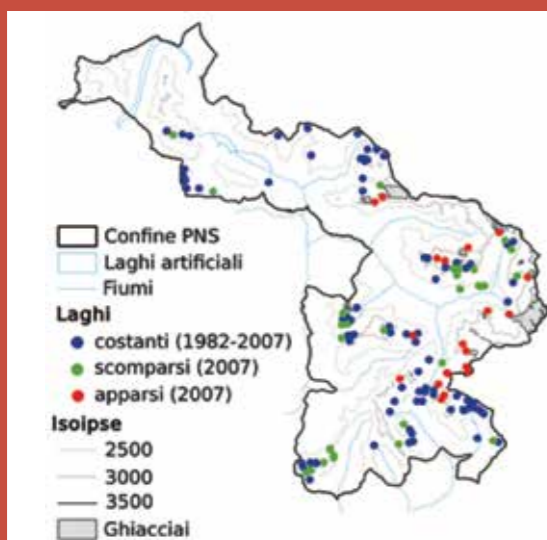 Confine PNS
Laghi artificiali
Fiumi
Laghi
costanti (1982-2007)
scomparsi (2007)
apparsi (2007)
Isoipse
2500
3000
3500
Ghiacciai